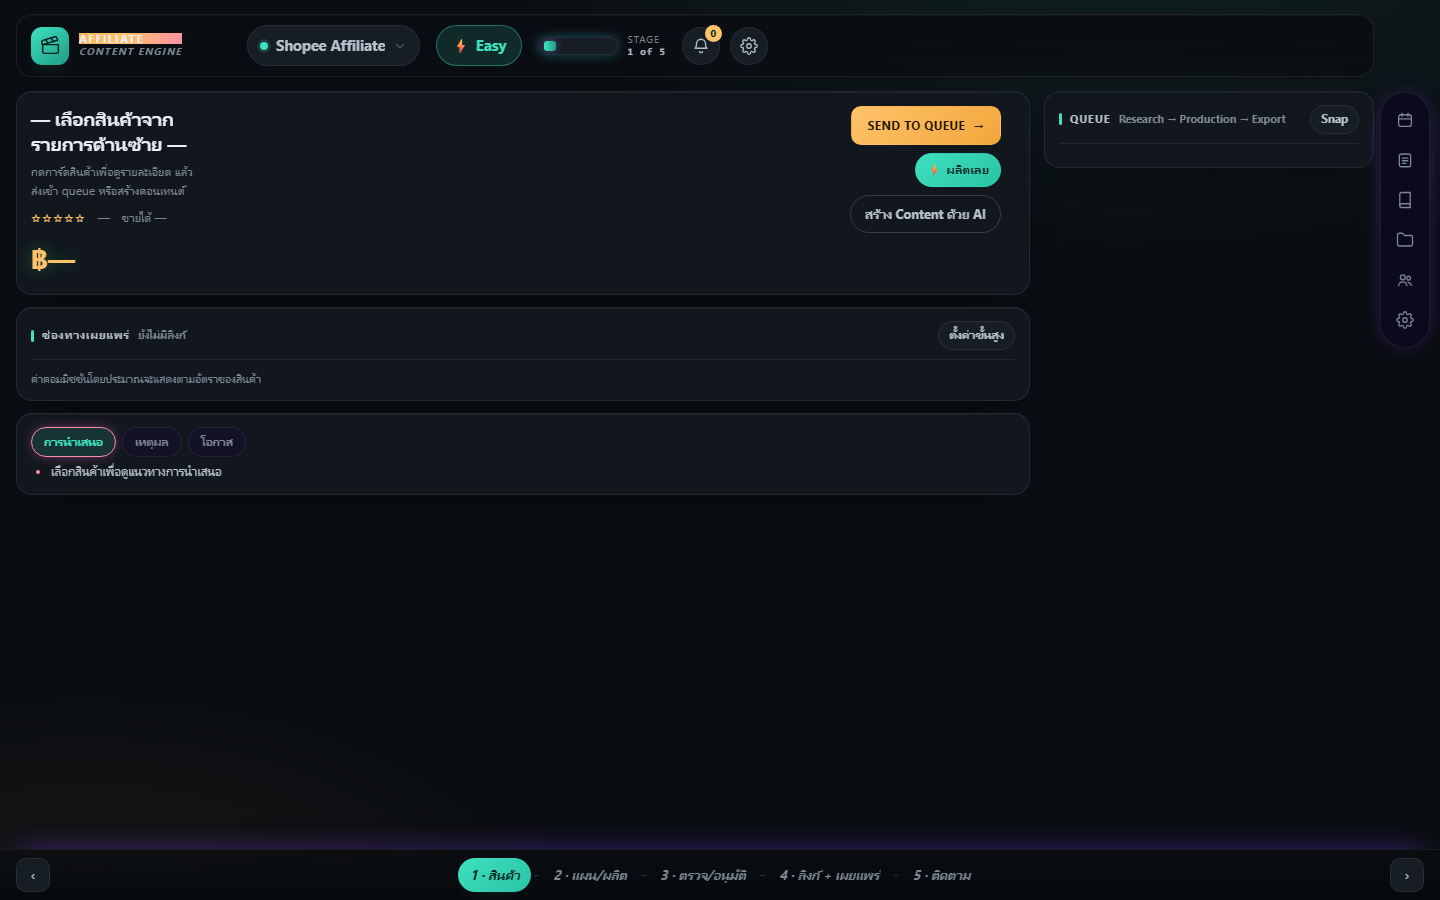 AFFILIATE
CONTENT ENGINE
Shopee Affiliate
Easy
STAGE
1 of 5
0
— เลือกสินค้าจาก
รายการด้านซ้าย —
กดการ์ดสินค้าเพื่อดูรายละเอียด แล้ว
ส่งเข้า queue หรือสร้างคอนเทนต์
☆☆☆☆☆ — ขายได้ —
฿—
SEND TO QUEUE →
ผลิตเลย
สร้าง Content ด้วย AI
QUEUE Research → Production → Export Snap
ช่องทางเผยแพร่ ยังไม่มีลิงก์ ตั้งค่าขั้นสูง
ค่าคอมมิชชันโดยประมาณจะแสดงตามอัตราของสินค้า
การนำเสนอ เหตุผล โอกาส
• เลือกสินค้าเพื่อดูแนวทางการนำเสนอ
‹ 1 · สินค้า – 2 · แผน/ผลิต – 3 · ตรวจ/อนุมัติ – 4 · ลิงก์ + เผยแพร่ – 5 · ติดตาม ›